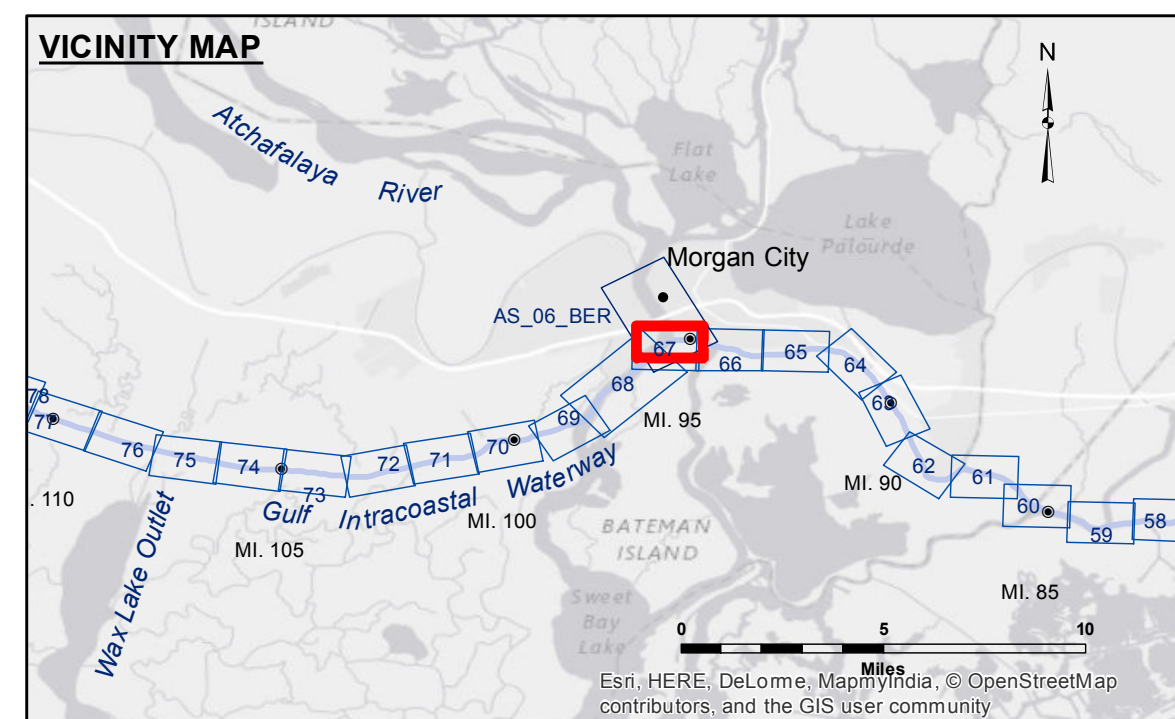 ISLAND
VICINITY MAP
N
Atchafalaya River
Flat
Lake
Lake
Palourde
Morgan City
AS_06_BER
67
66
65
64
63
68
69
78
77
76
75
74
73
72
71
70
62
61
60
59
58
MI. 95
MI. 90
. 110
Gulf Intracoastal Waterway
MI. 100
MI. 105
BATEMAN
ISLAND
Wax Lake Outlet
MI. 85
Sweet
Bay
Lake
0 5 10
Miles
Esri, HERE, DeLorme, MapmyIndia, © OpenStreetMap
contributors, and the GIS user community